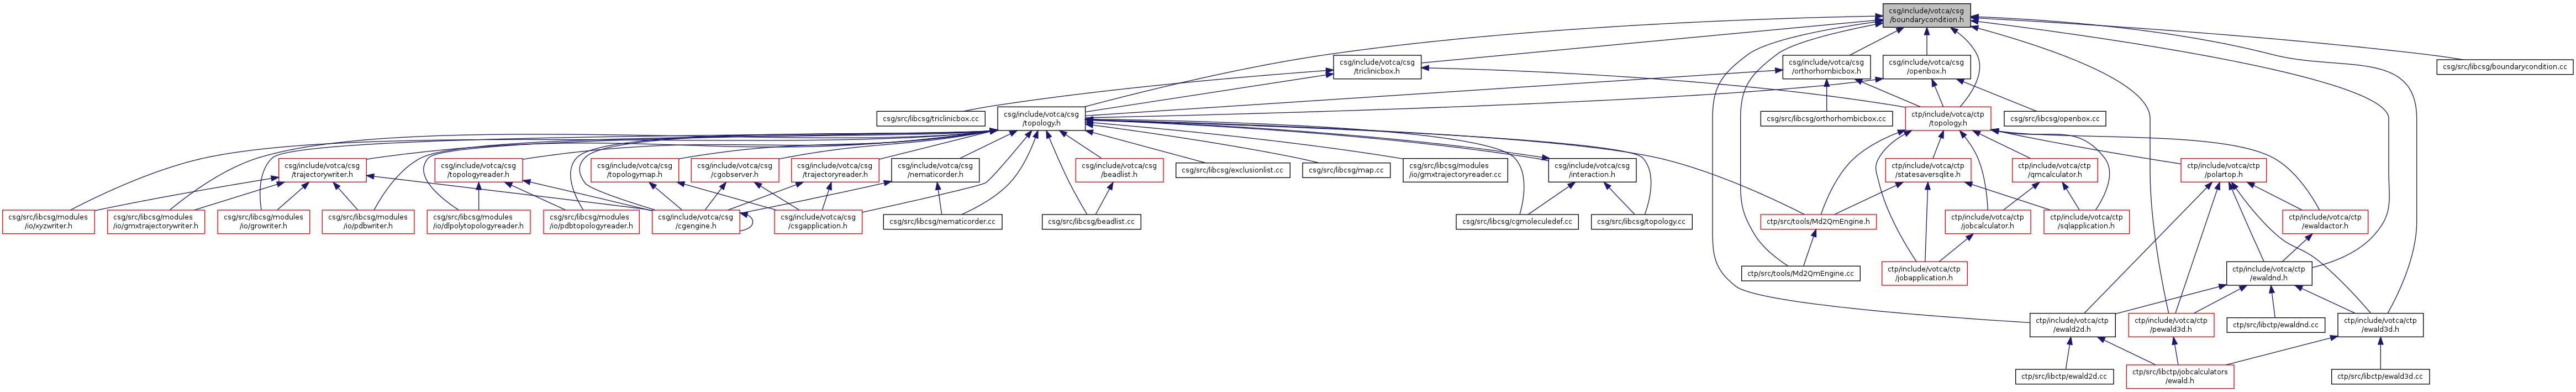 csg/include/votca/csg
/boundarycondition.h
csg/include/votca/csg
/triclinicbox.h
csg/include/votca/csg
/orthorhombicbox.h
csg/include/votca/csg
/openbox.h
csg/src/libcsg/boundarycondition.cc
csg/src/libcsg/triclinicbox.cc
csg/include/votca/csg
/topology.h
csg/src/libcsg/orthorhombicbox.cc
ctp/include/votca/ctp
/topology.h
csg/src/libcsg/openbox.cc
csg/include/votca/csg
/trajectorywriter.h
csg/include/votca/csg
/topologyreader.h
csg/include/votca/csg
/topologymap.h
csg/include/votca/csg
/cgobserver.h
csg/include/votca/csg
/trajectoryreader.h
csg/include/votca/csg
/nematicorder.h
csg/include/votca/csg
/beadlist.h
csg/src/libcsg/exclusionlist.cc
csg/src/libcsg/map.cc
csg/src/libcsg/modules
/io/gmxtrajectoryreader.cc
csg/include/votca/csg
/interaction.h
ctp/include/votca/ctp
/statesaversqlite.h
ctp/include/votca/ctp
/qmcalculator.h
ctp/include/votca/ctp
/polartop.h
csg/src/libcsg/modules
/io/xyzwriter.h
csg/src/libcsg/modules
/io/gmxtrajectorywriter.h
csg/src/libcsg/modules
/io/growriter.h
csg/src/libcsg/modules
/io/pdbwriter.h
csg/src/libcsg/modules
/io/dlpolytopologyreader.h
csg/src/libcsg/modules
/io/pdbtopologyreader.h
csg/include/votca/csg
/cgengine.h
csg/include/votca/csg
/csgapplication.h
csg/src/libcsg/nematicorder.cc
csg/src/libcsg/beadlist.cc
csg/src/libcsg/cgmoleculedef.cc
csg/src/libcsg/topology.cc
ctp/src/tools/Md2QmEngine.h
ctp/include/votca/ctp
/jobcalculator.h
ctp/include/votca/ctp
/sqlapplication.h
ctp/include/votca/ctp
/ewaldactor.h
ctp/src/tools/Md2QmEngine.cc
ctp/include/votca/ctp
/jobapplication.h
ctp/include/votca/ctp
/ewaldnd.h
ctp/include/votca/ctp
/ewald2d.h
ctp/include/votca/ctp
/pewald3d.h
ctp/src/libctp/ewaldnd.cc
ctp/include/votca/ctp
/ewald3d.h
ctp/src/libctp/ewald2d.cc
ctp/src/libctp/jobcalculators
/ewald.h
ctp/src/libctp/ewald3d.cc